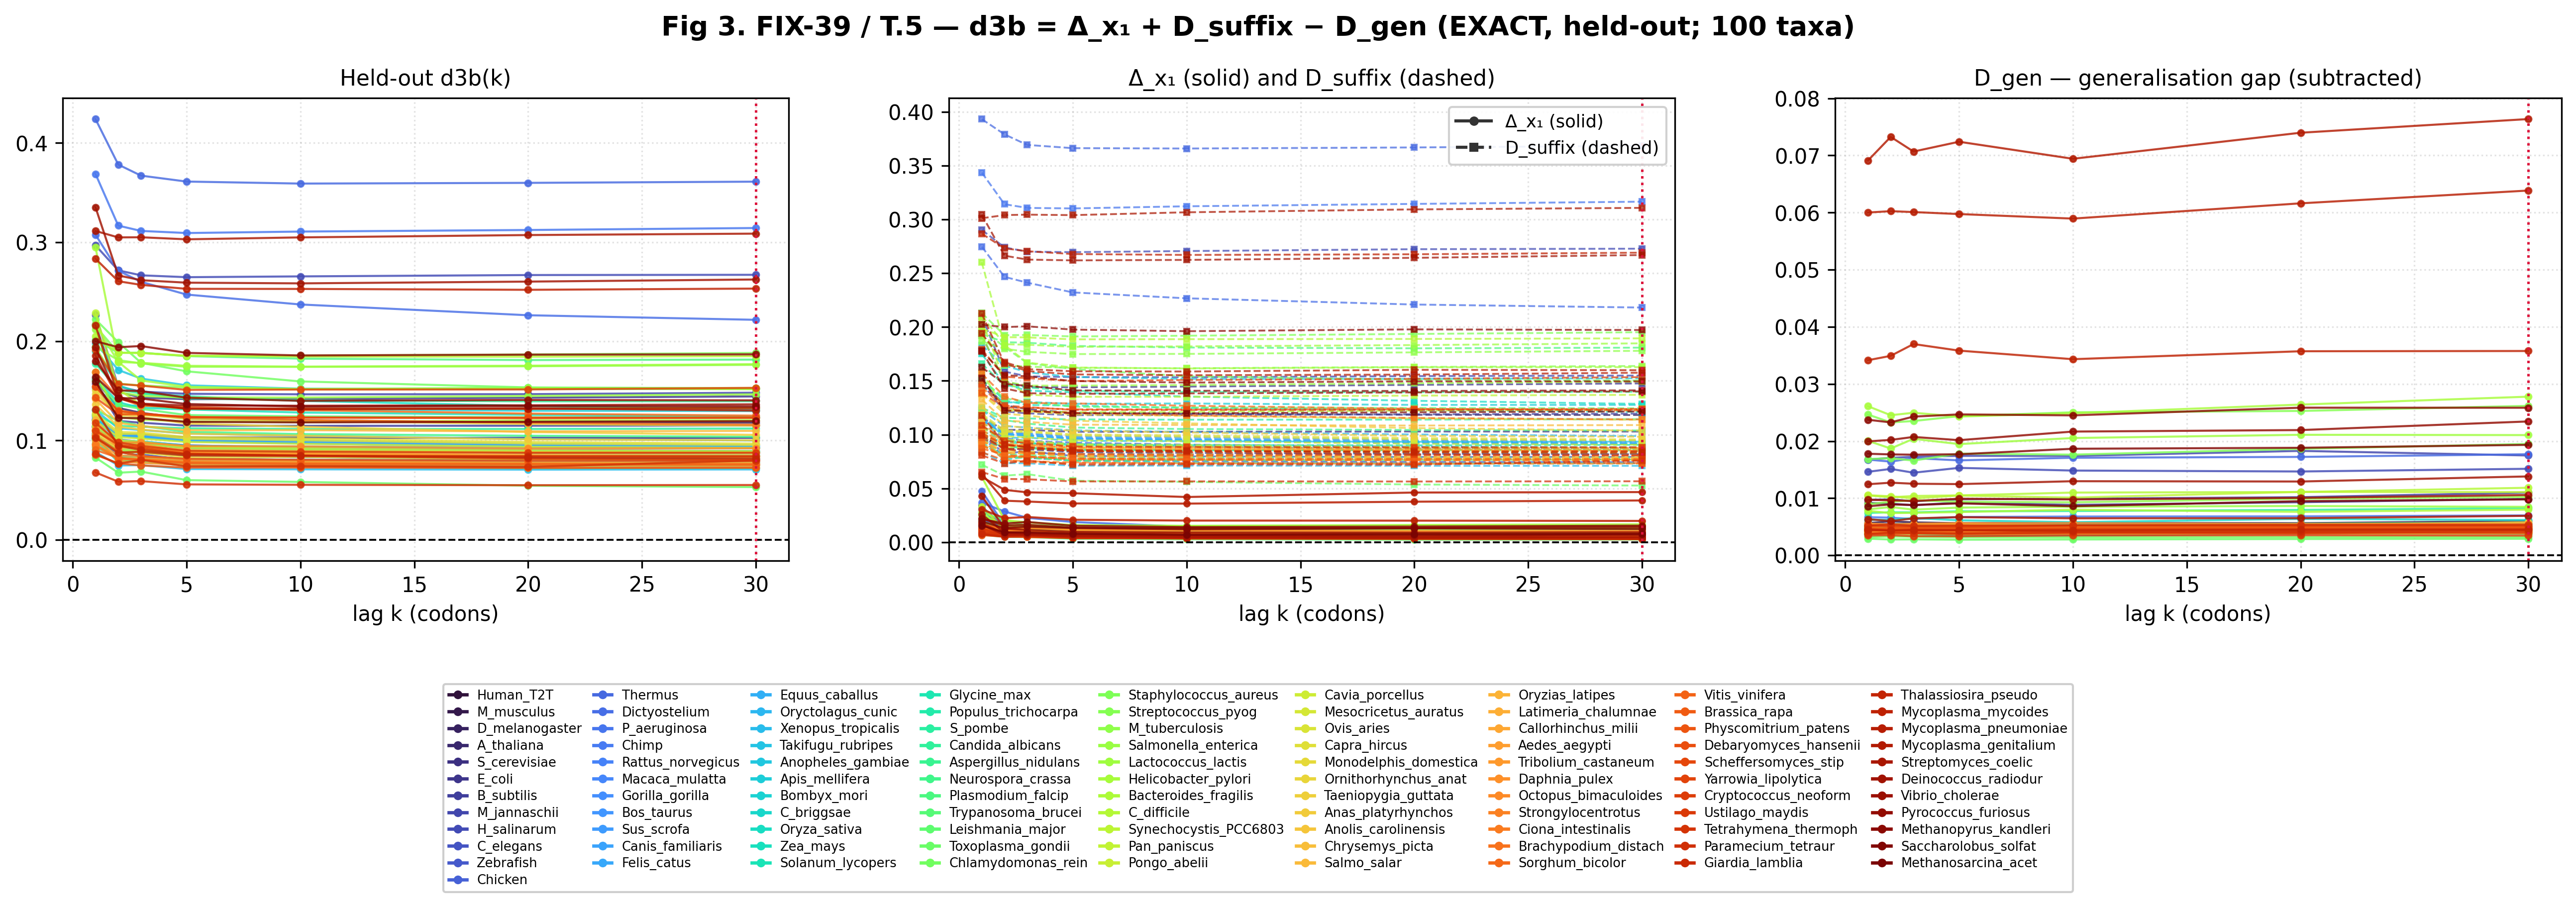 Fig 3. FIX-39 / T.5 — d3b = Δ_x₁ + D_suffix − D_gen (EXACT, held-out; 100 taxa)
Held-out d3b(k)
0.4
0.3
0.2
0.1
0.0
0 5 10 15 20 25 30
lag k (codons)
Δ_x₁ (solid) and D_suffix (dashed)
Δ_x₁ (solid)
D_suffix (dashed)
0.40
0.35
0.30
0.25
0.20
0.15
0.10
0.05
0.00
0 5 10 15 20 25 30
lag k (codons)
D_gen — generalisation gap (subtracted)
0.08
0.07
0.06
0.05
0.04
0.03
0.02
0.01
0.00
0 5 10 15 20 25 30
lag k (codons)
Human_T2T
M_musculus
D_melanogaster
A_thaliana
S_cerevisiae
E_coli
B_subtilis
M_jannaschii
H_salinarum
C_elegans
Zebrafish
Chicken
Thermus
Dictyostelium
P_aeruginosa
Chimp
Rattus_norvegicus
Macaca_mulatta
Gorilla_gorilla
Bos_taurus
Sus_scrofa
Canis_familiaris
Felis_catus
Equus_caballus
Oryctolagus_cunic
Xenopus_tropicalis
Takifugu_rubripes
Anopheles_gambiae
Apis_mellifera
Bombyx_mori
C_briggsae
Oryza_sativa
Zea_mays
Solanum_lycopers
Glycine_max
Populus_trichocarpa
S_pombe
Candida_albicans
Aspergillus_nidulans
Neurospora_crassa
Plasmodium_falcip
Trypanosoma_brucei
Leishmania_major
Toxoplasma_gondii
Chlamydomonas_rein
Staphylococcus_aureus
Streptococcus_pyog
M_tuberculosis
Salmonella_enterica
Lactococcus_lactis
Helicobacter_pylori
Bacteroides_fragilis
C_difficile
Synechocystis_PCC6803
Pan_paniscus
Pongo_abelii
Cavia_porcellus
Mesocricetus_auratus
Ovis_aries
Capra_hircus
Monodelphis_domestica
Ornithorhynchus_anat
Taeniopygia_guttata
Anas_platyrhynchos
Anolis_carolinensis
Chrysemys_picta
Salmo_salar
Oryzias_latipes
Latimeria_chalumnae
Callorhinchus_milii
Aedes_aegypti
Tribolium_castaneum
Daphnia_pulex
Octopus_bimaculoides
Strongylocentrotus
Ciona_intestinalis
Brachypodium_distach
Sorghum_bicolor
Vitis_vinifera
Brassica_rapa
Physcomitrium_patens
Debaryomyces_hansenii
Scheffersomyces_stip
Yarrowia_lipolytica
Cryptococcus_neoform
Ustilago_maydis
Tetrahymena_thermoph
Paramecium_tetraur
Giardia_lamblia
Thalassiosira_pseudo
Mycoplasma_mycoides
Mycoplasma_pneumoniae
Mycoplasma_genitalium
Streptomyces_coelic
Deinococcus_radiodur
Vibrio_cholerae
Pyrococcus_furiosus
Methanopyrus_kandleri
Saccharolobus_solfat
Methanosarcina_acet